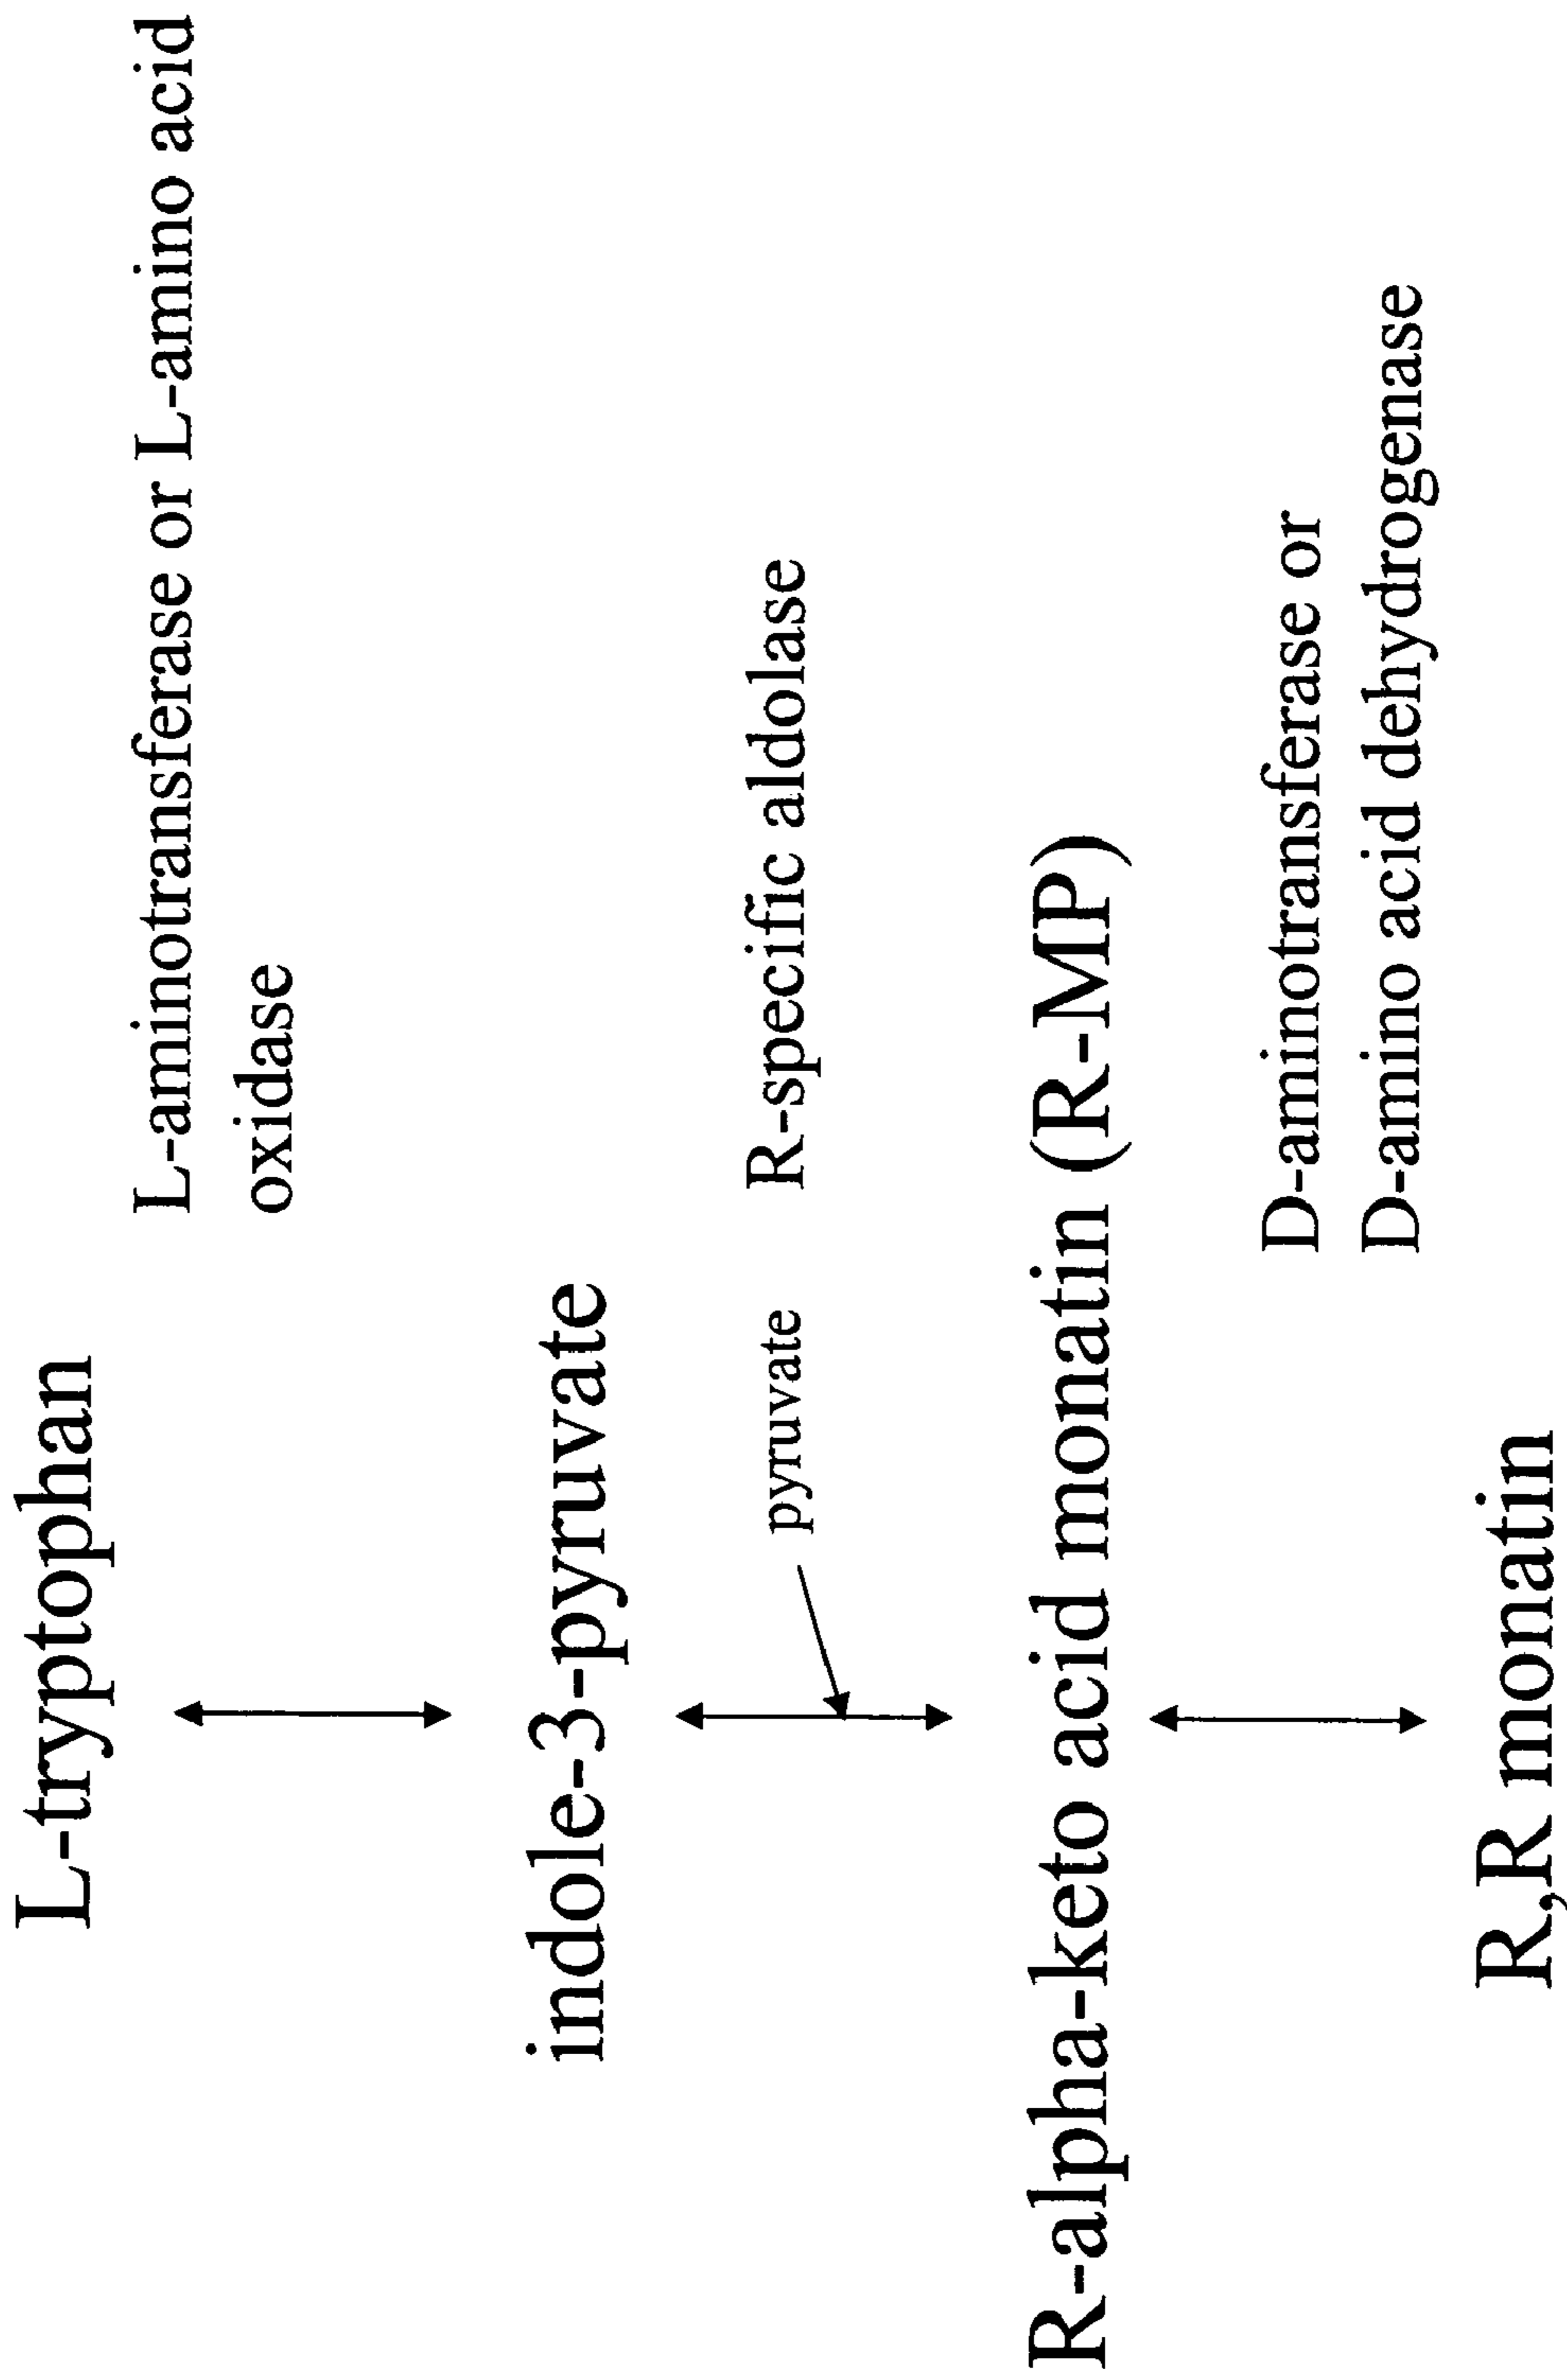 L-tryptophan
L-aminotransferase or L-amino acid
oxidase
indole-3-pyruvate
pyruvate
R-specific aldolase
R-alpha-keto acid monatin (R-MP)
D-aminotransferase or
D-amino acid dehydrogenase
R,R monatin